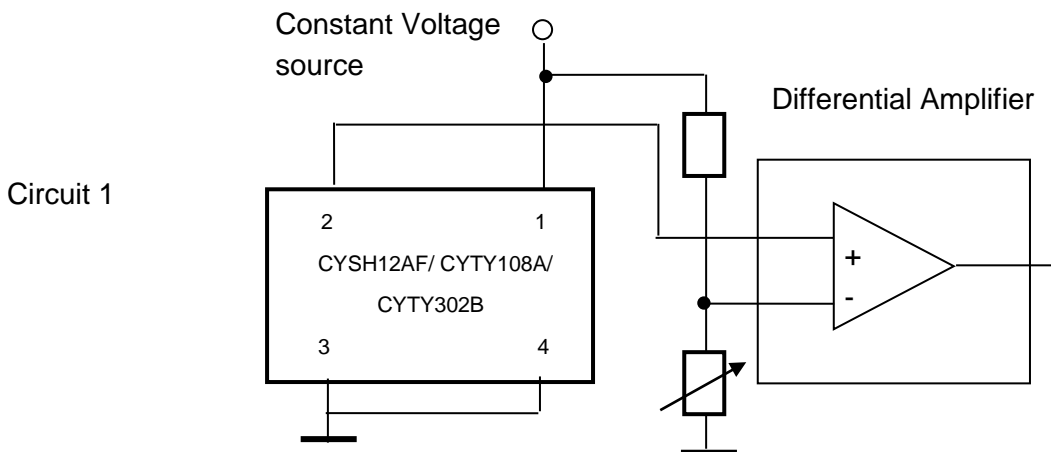 Constant Voltage
source
Differential Amplifier
Circuit 1
2 1
CYSH12AF/ CYTY108A/
CYTY302B
3 4
+
-